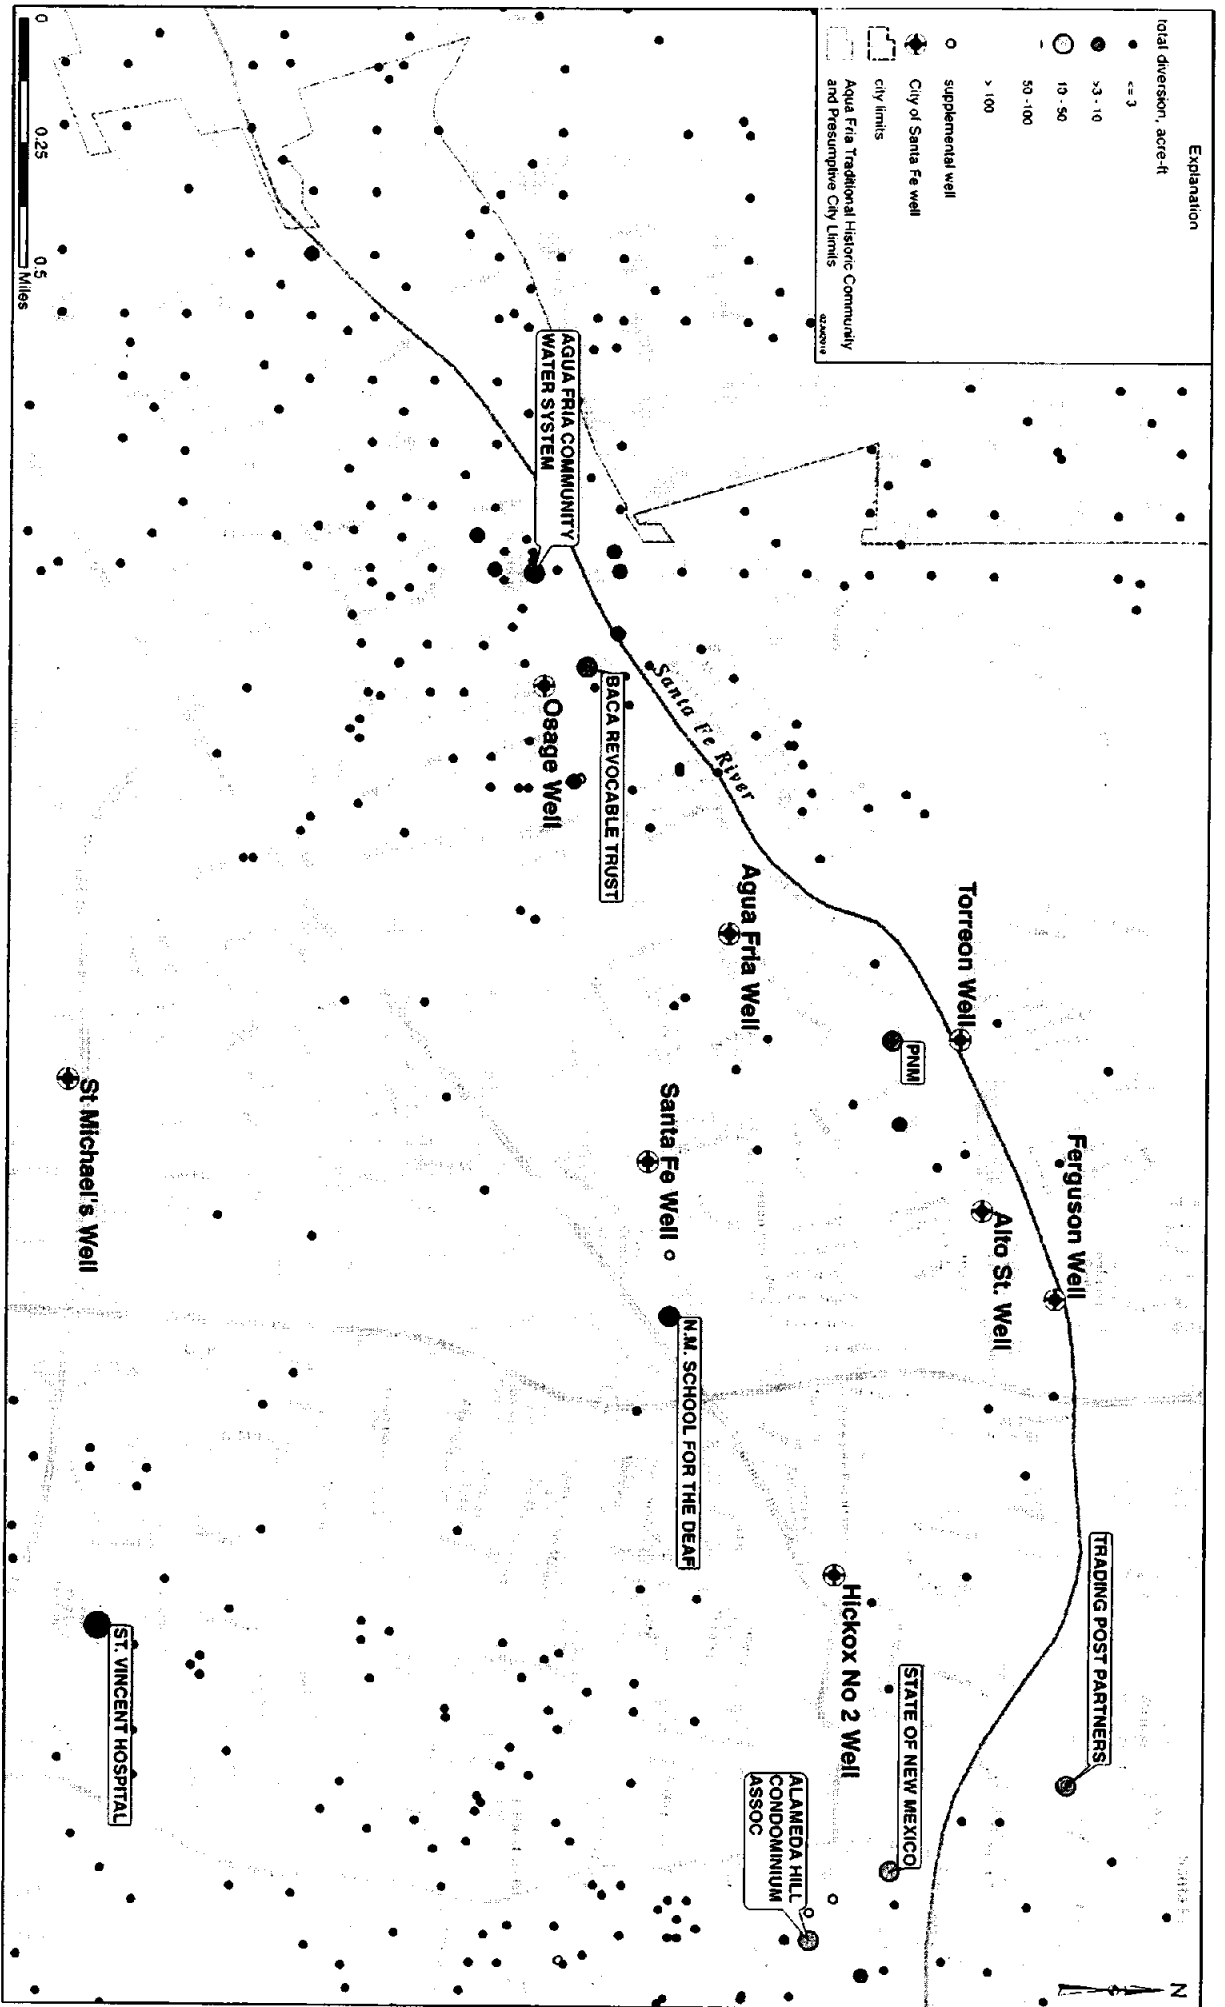 Explanation
total diversion, acre-ft
<= 3
>3 - 10
10 - 50
50 -100
> 100
supplemental well
City of Santa Fe well
city limits
Aqua Fria Traditional Historic Community
and Presumptive City Limits
N
TRADING POST PARTNERS
Ferguson Well
Torreon Well
Alto St. Well
PNM
STATE OF NEW MEXICO
Hickox No 2 Well
ALAMEDA HILL
CONDOMINIUM
ASSOC
Santa Fe River
Agua Fria Well
Santa Fe Well
N.M. SCHOOL FOR THE DEAF
BACA REVOCABLE TRUST
AGUA FRIA COMMUNITY
WATER SYSTEM
Osage Well
ST. VINCENT HOSPITAL
St Michael's Well
0 0.25 0.5
Miles